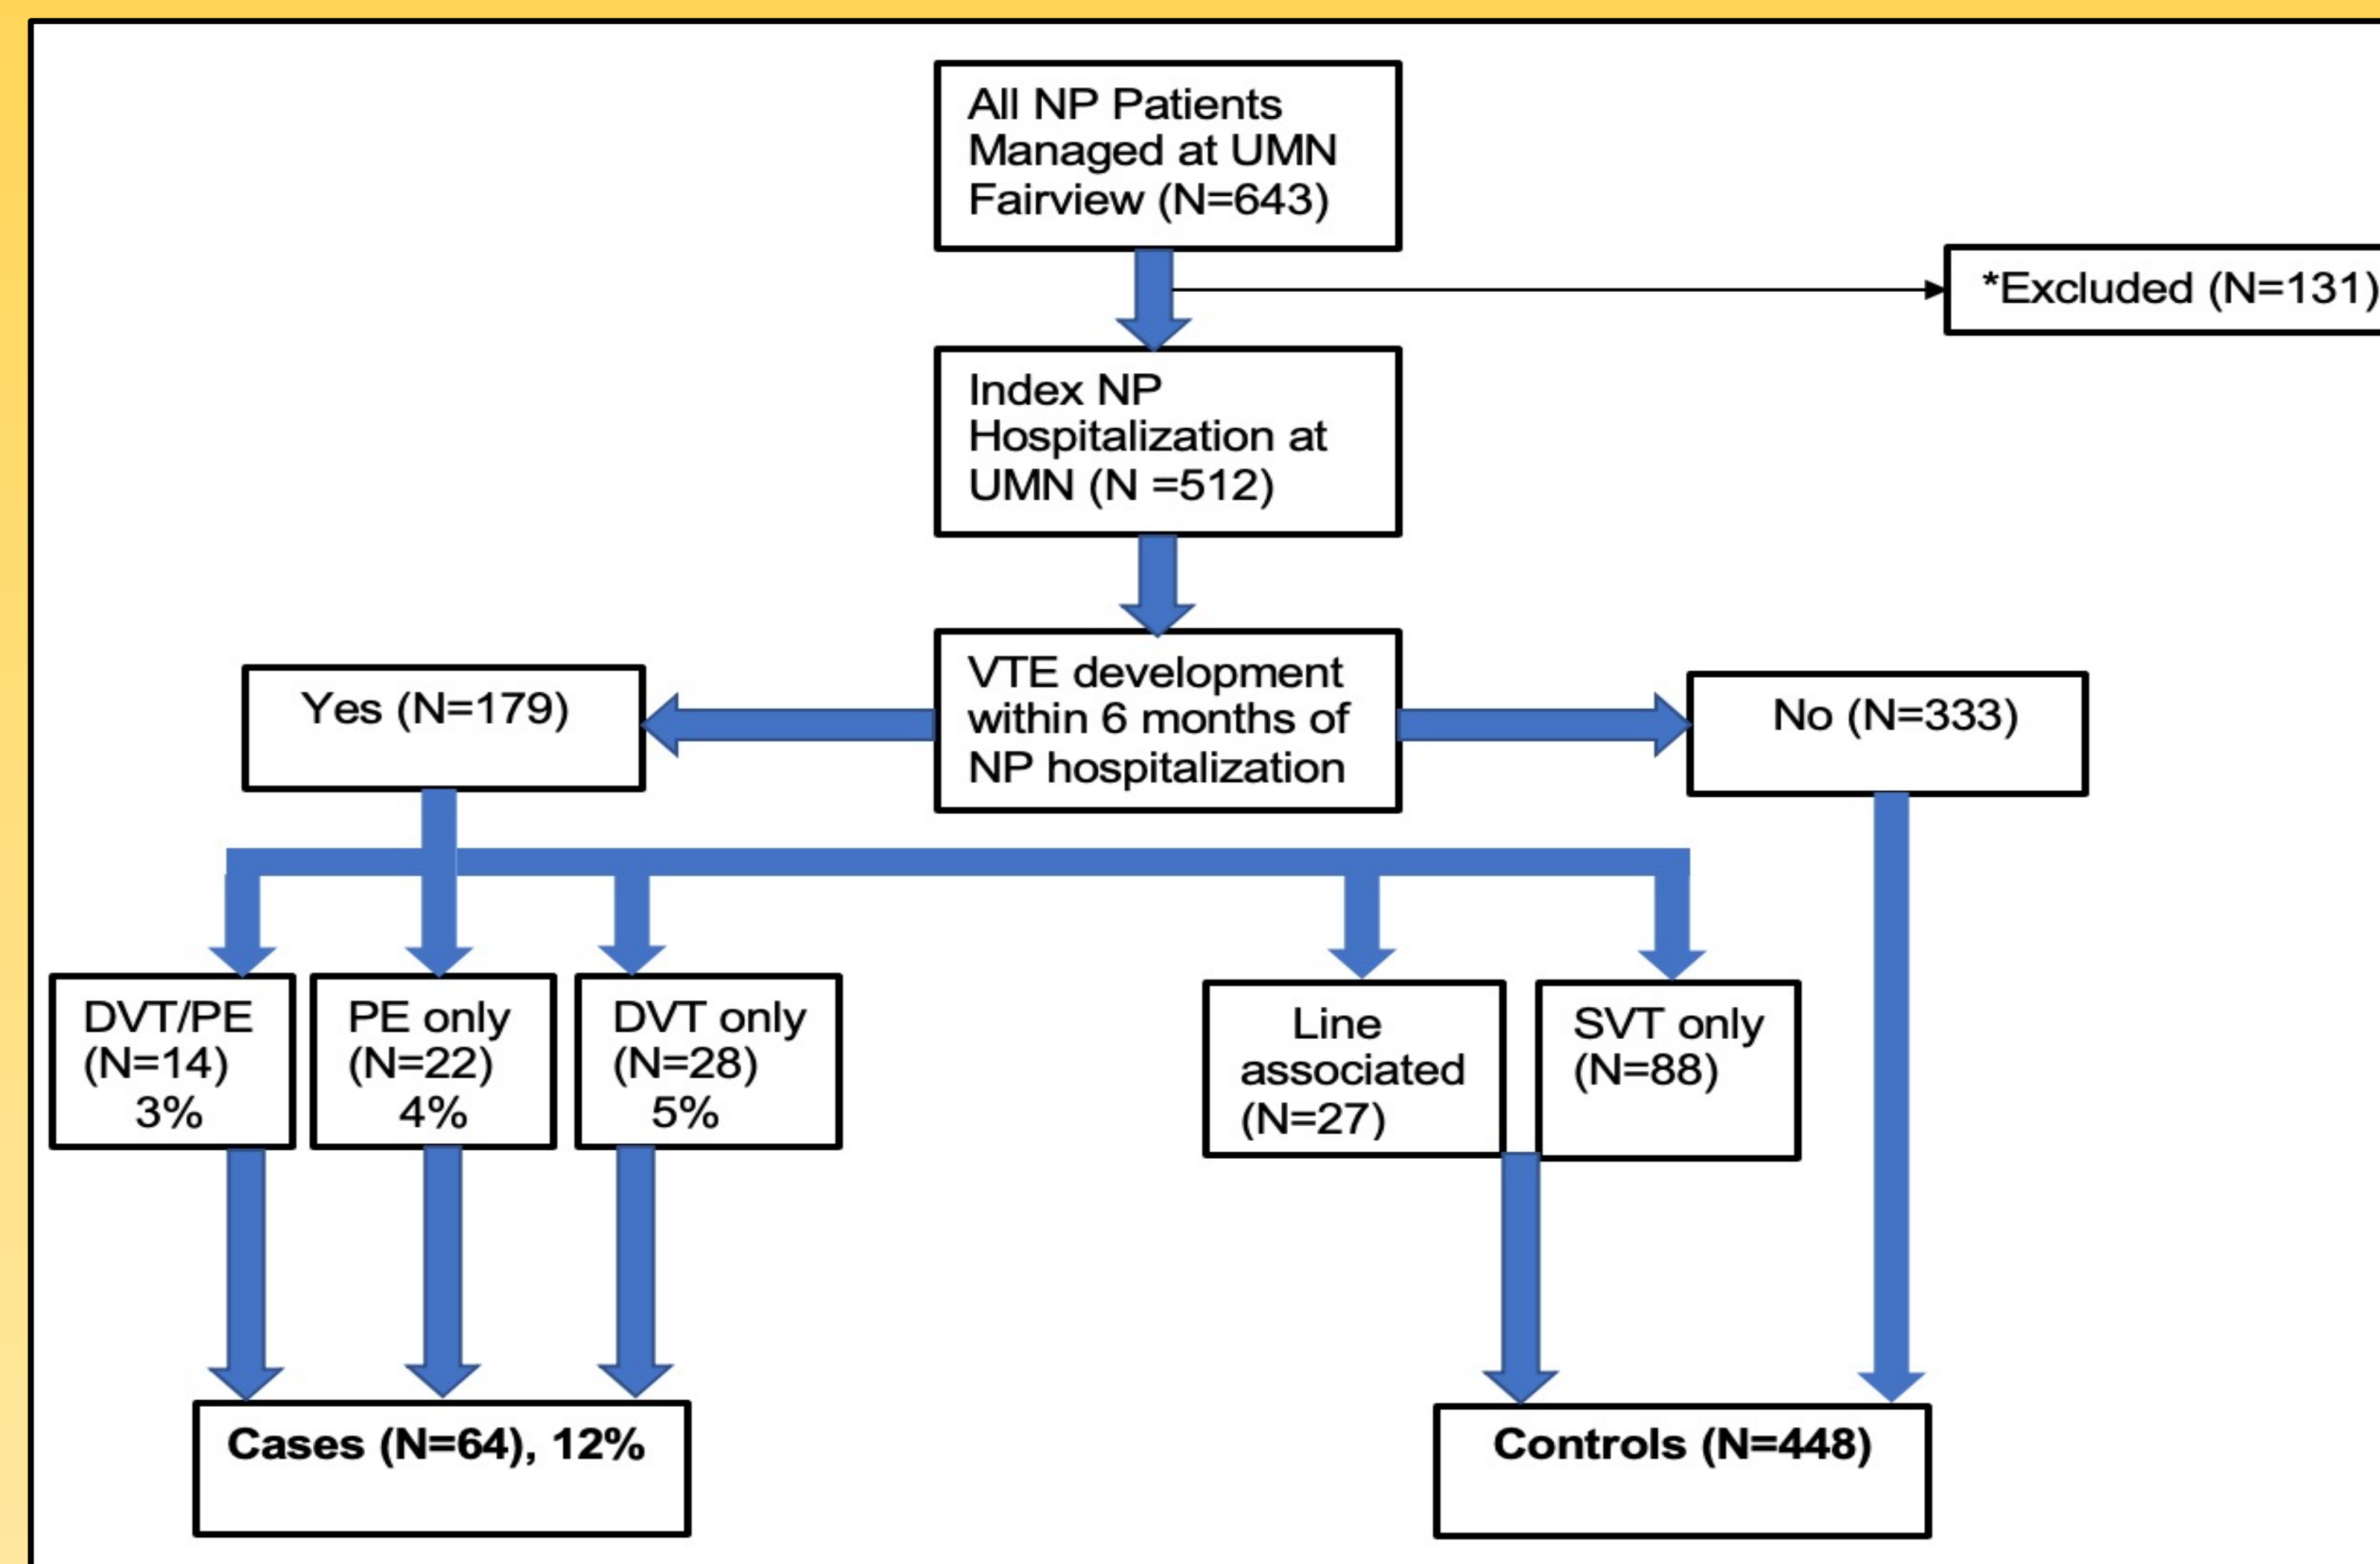 All NP Patients
Managed at UMN
Fairview (N=643)
*Excluded (N=131)
Index NP
Hospitalization at
UMN (N =512)
VTE development
within 6 months of
NP hospitalization
Yes (N=179)
No (N=333)
DVT/PE
(N=14)
3%
PE only
(N=22)
4%
DVT only
(N=28)
5%
Line
associated
(N=27)
SVT only
(N=88)
Cases (N=64), 12%
Controls (N=448)